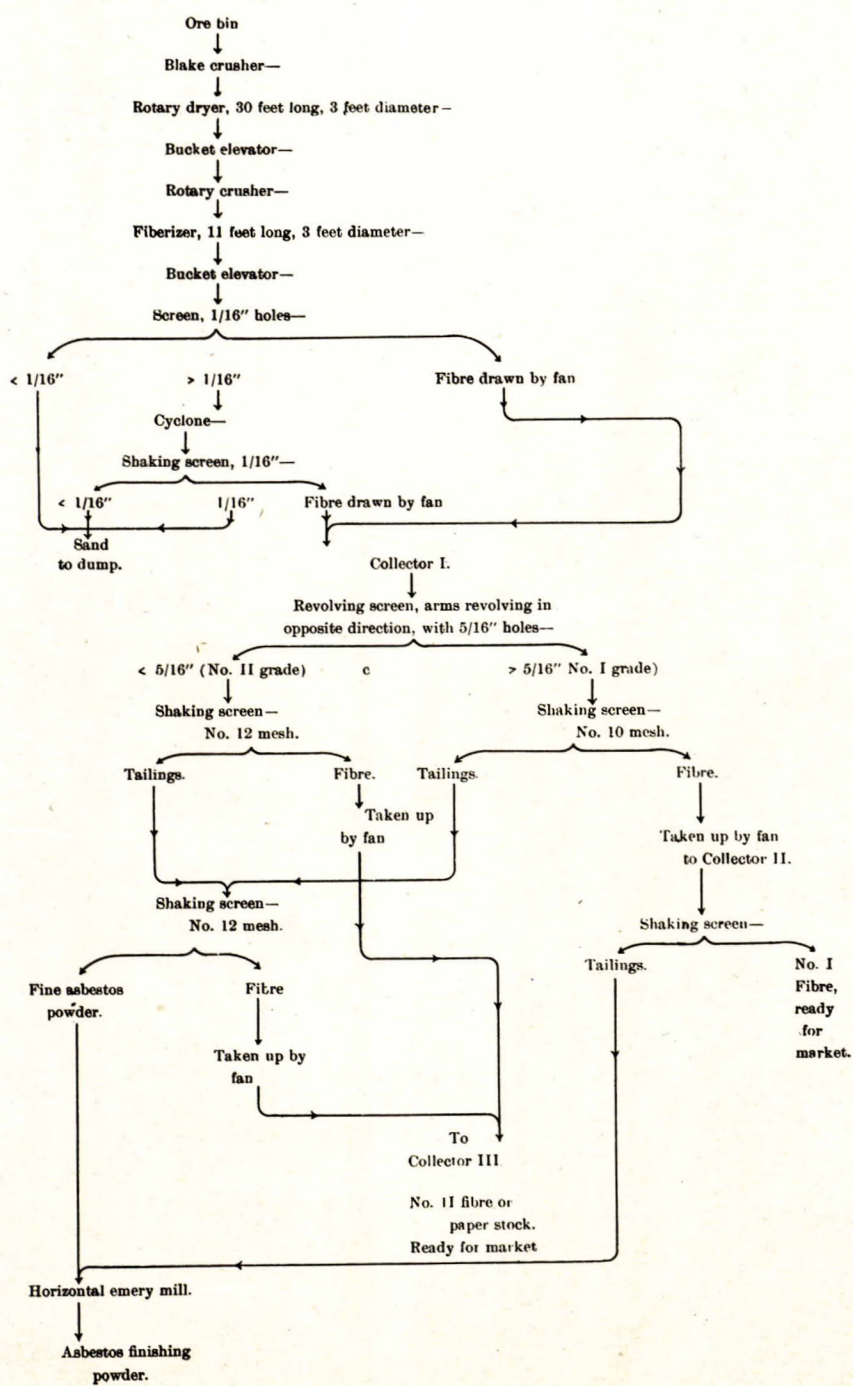 Ore bin
Blake crusher—
Rotary dryer, 30 feet long, 3 feet diameter—
Bucket elevator—
Rotary crusher—
Fiberizer, 11 feet long, 3 feet diameter—
Bucket elevator—
Screen, 1/16″ holes—
< 1/16″ > 1/16″ Fibre drawn by fan
Cyclone—
Shaking screen, 1/16″—
< 1/16″ 1/16″ Fibre drawn by fan
Sand
to dump.
Collector I.
Revolving screen, arms revolving in
opposite direction, with 5/16″ holes—
< 5/16″ (No. II grade) c > 5/16″ No. I grade)
Shaking screen—
No. 12 mesh.
Shaking screen—
No. 10 mesh.
Tailings. Fibre. Tailings. Fibre.
Taken up
by fan
Taken up by fan
to Collector II.
Shaking screen—
No. 12 mesh.
Shaking screen—
Tailings.
No. I
Fibre,
ready
for
market.
Fine asbestos
powder.
Fibre
Taken up by
fan
To
Collector III
No. II fibre or
paper stock.
Ready for market
Horizontal emery mill.
Asbestos finishing
powder.